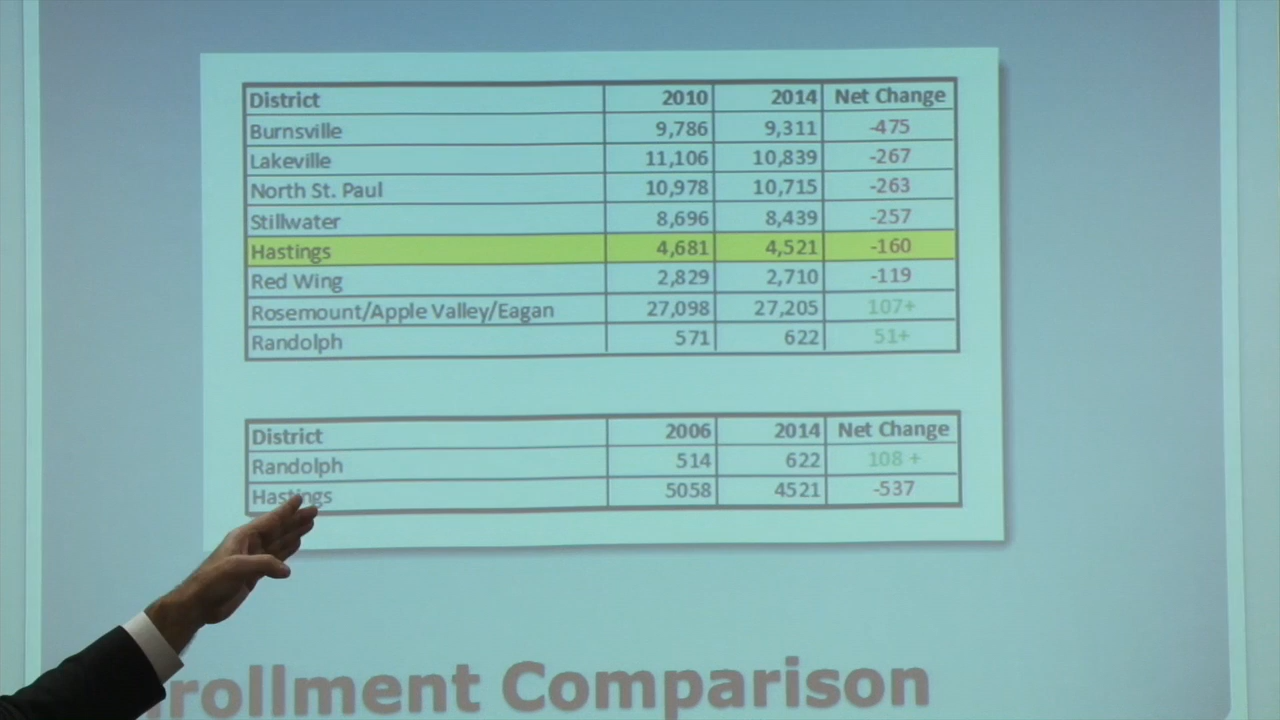 District 2010 2014 Net Change
Burnsville 9,786 9,311 -475
Lakeville 11,106 10,839 -267
North St. Paul 10,978 10,715 -263
Stillwater 8,696 8,439 -257
Hastings 4,681 4,521 -160
Red Wing 2,829 2,710 -119
Rosemount/Apple Valley/Eagan 27,098 27,205 107+
Randolph 571 622 51+
District 2006 2014 Net Change
Randolph 514 622 108 +
Hastings 5058 4521 -537
rollment Comparison